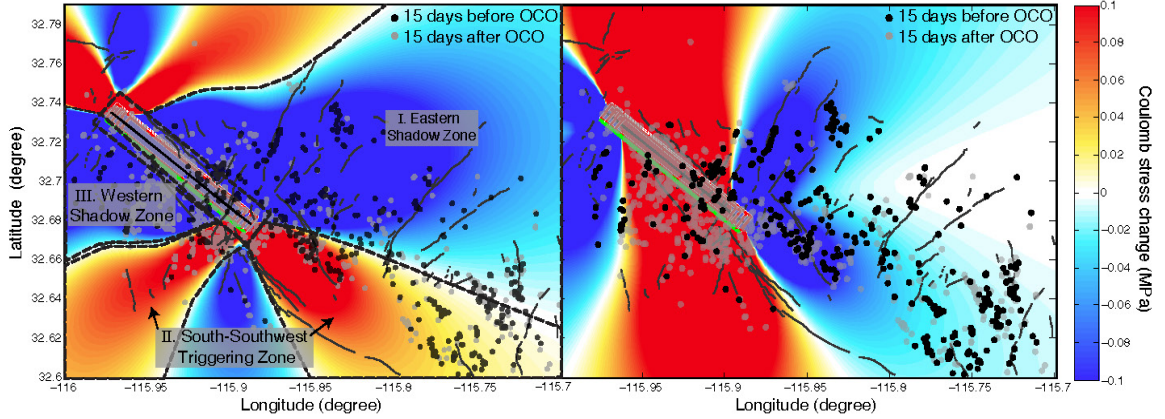 15 days before OCO
15 days after OCO
I. Eastern
Shadow Zone
III. Western
Shadow Zone
II. South-Southwest
Triggering Zone
32.79
32.78
32.74
32.72
32.7
32.68
32.66
32.64
32.62
32.6
Latitude (degree)
−116
−115.95
−115.9
−115.85
−115.8
−115.75
−115.7
Longitude (degree)
15 days before OCO
15 days after OCO
−115.95
−115.9
−115.85
−115.8
−115.75
−115.7
Longitude (degree)
0.1
0.08
0.06
0.04
0.02
0
−0.02
−0.04
−0.06
−0.08
−0.1
Coulomb stress change (MPa)